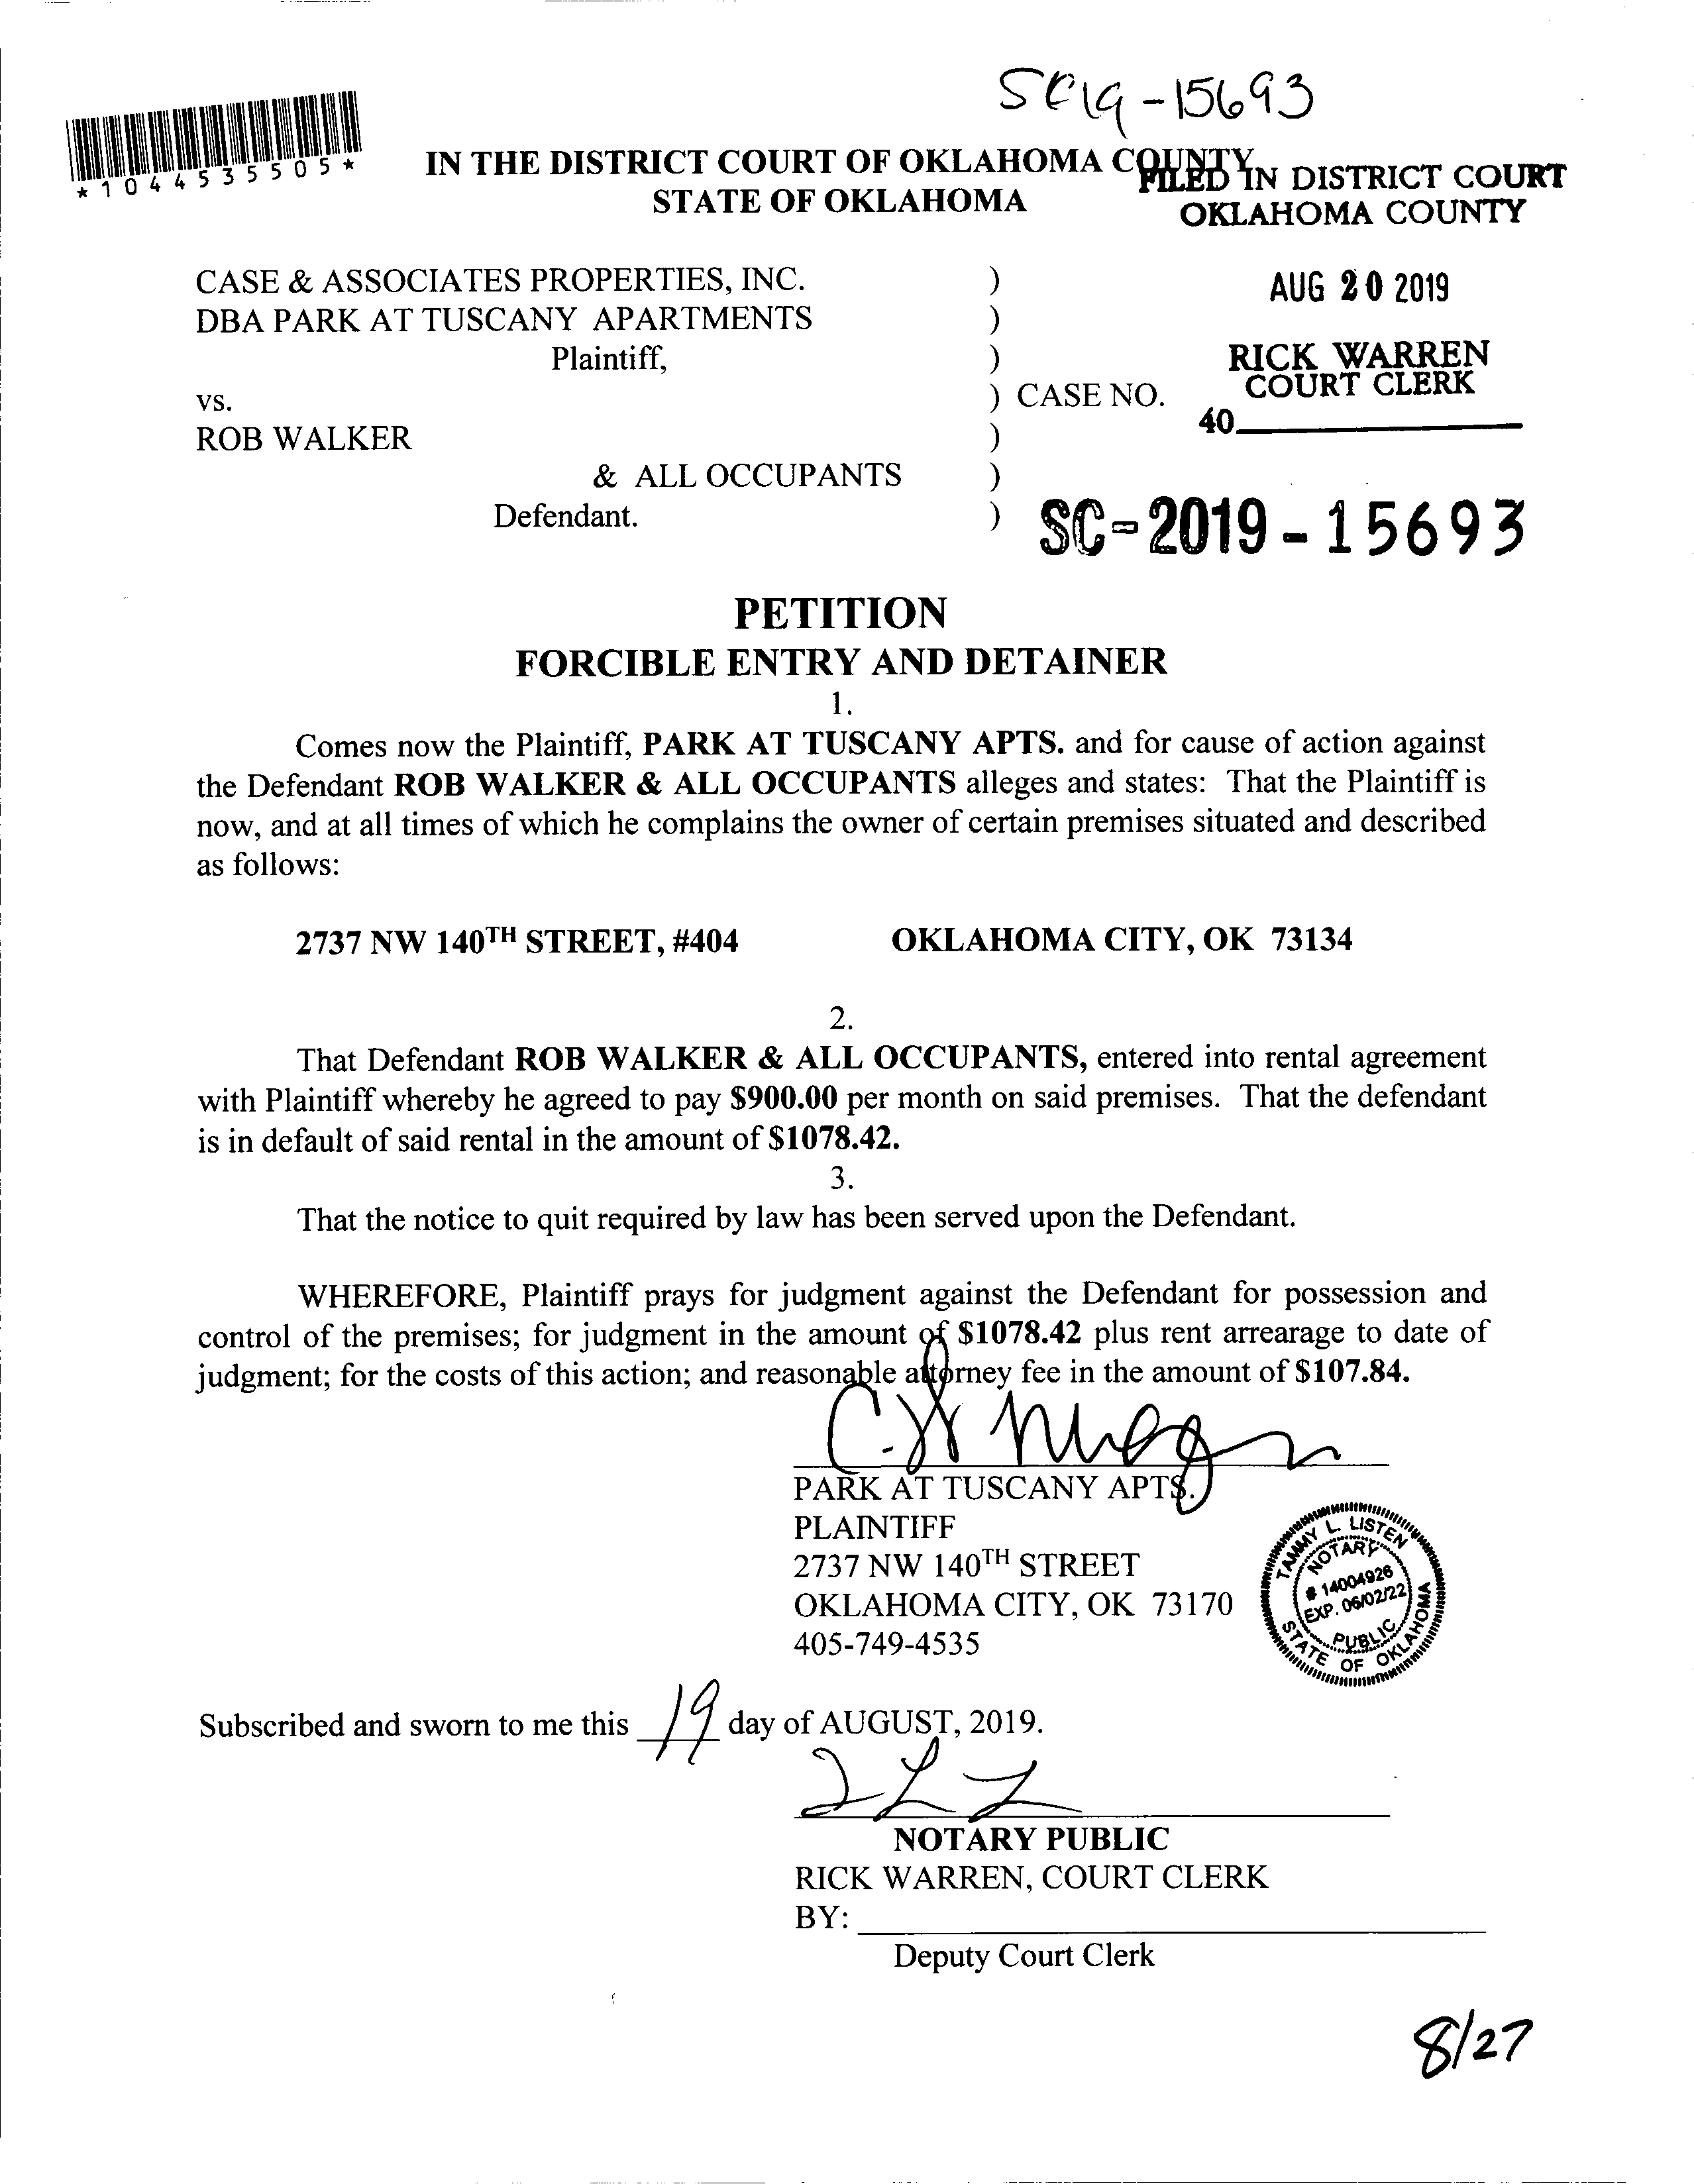 SC19-15693
*1044535505*
IN THE DISTRICT COURT OF OKLAHOMA COUNTY
STATE OF OKLAHOMA
FILED IN DISTRICT COURT
OKLAHOMA COUNTY
CASE & ASSOCIATES PROPERTIES, INC. )
AUG 20 2019
DBA PARK AT TUSCANY APARTMENTS )
Plaintiff, )
RICK WARREN
COURT CLERK
vs. ) CASE NO.
40
ROB WALKER )
& ALL OCCUPANTS )
Defendant. )
SC-2019-15693
PETITION
FORCIBLE ENTRY AND DETAINER
1.
Comes now the Plaintiff, PARK AT TUSCANY APTS. and for cause of action against
the Defendant ROB WALKER & ALL OCCUPANTS alleges and states: That the Plaintiff is
now, and at all times of which he complains the owner of certain premises situated and described
as follows:
2737 NW 140TH STREET, #404 OKLAHOMA CITY, OK 73134
2.
That Defendant ROB WALKER & ALL OCCUPANTS, entered into rental agreement
with Plaintiff whereby he agreed to pay $900.00 per month on said premises. That the defendant
is in default of said rental in the amount of $1078.42.
3.
That the notice to quit required by law has been served upon the Defendant.
WHEREFORE, Plaintiff prays for judgment against the Defendant for possession and
control of the premises; for judgment in the amount of $1078.42 plus rent arrearage to date of
judgment; for the costs of this action; and reasonable attorney fee in the amount of $107.84.
PARK AT TUSCANY APTS.
PLAINTIFF
2737 NW 140TH STREET
OKLAHOMA CITY, OK 73170
405-749-4535
TAMMY L. LISTEN
NOTARY
# 14004926
EXP. 06/02/22
PUBLIC
STATE OF OKLAHOMA
Subscribed and sworn to me this 19 day of AUGUST, 2019.
NOTARY PUBLIC
RICK WARREN, COURT CLERK
BY:
Deputy Court Clerk
8/27